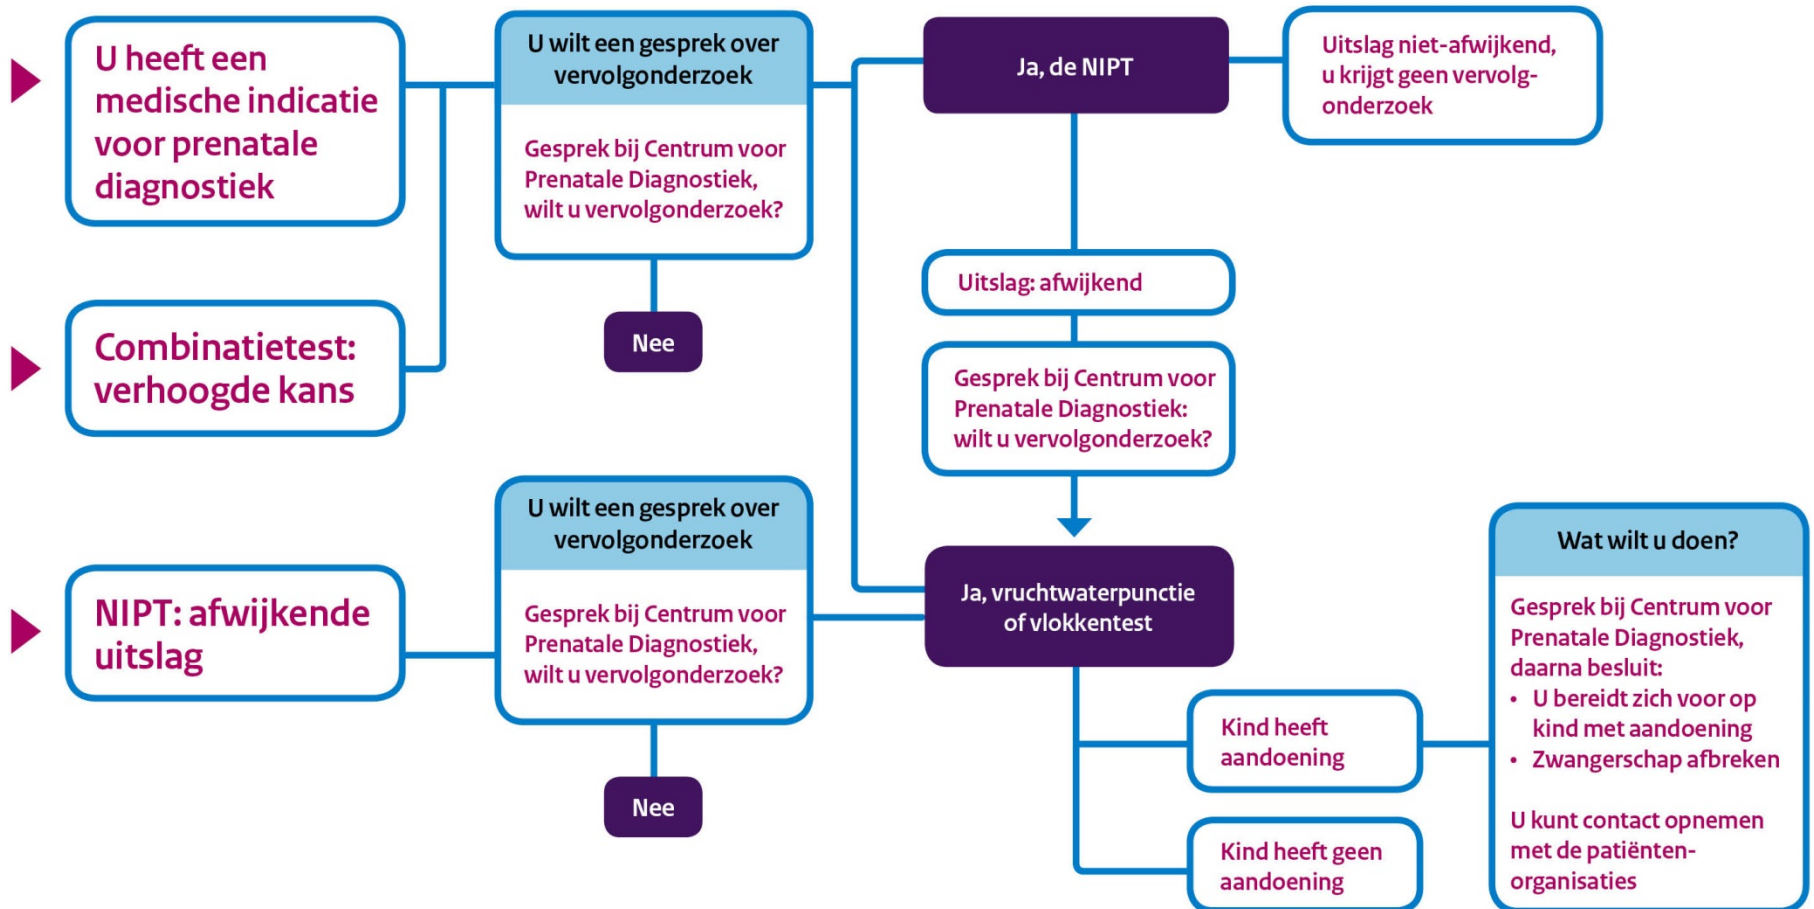 U heeft een
medische indicatie
voor prenatale
diagnostiek
U wilt een gesprek over
vervolgonderzoek
Gesprek bij Centrum voor
Prenatale Diagnostiek,
wilt u vervolgonderzoek?
Nee
Combinatietest:
verhoogde kans
Ja, de NIPT
Uitslag niet-afwijkend,
u krijgt geen vervolg-
onderzoek
Uitslag: afwijkend
Gesprek bij Centrum voor
Prenatale Diagnostiek:
wilt u vervolgonderzoek?
NIPT: afwijkende
uitslag
U wilt een gesprek over
vervolgonderzoek
Gesprek bij Centrum voor
Prenatale Diagnostiek,
wilt u vervolgonderzoek?
Nee
Ja, vruchtwaterpunctie
of vlokkentest
Kind heeft
aandoening
Kind heeft geen
aandoening
Wat wilt u doen?
Gesprek bij Centrum voor
Prenatale Diagnostiek,
daarna besluit:
• U bereidt zich voor op
kind met aandoening
• Zwangerschap afbreken
U kunt contact opnemen
met de patiënten-
organisaties